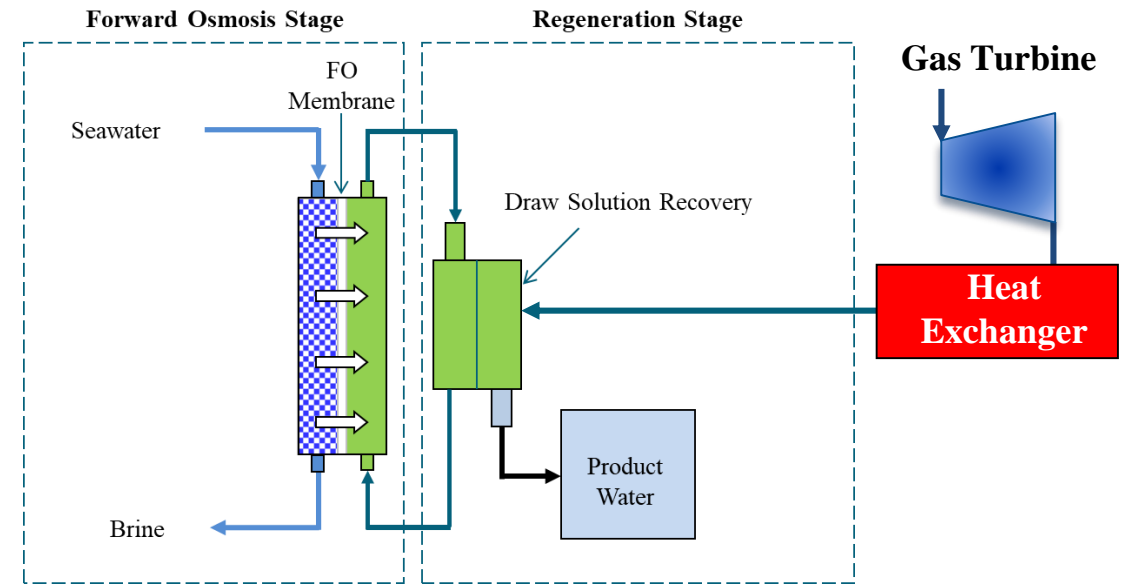 Forward Osmosis Stage
Regeneration Stage
Gas Turbine
FO
Membrane
Seawater
Draw Solution Recovery
Heat
Exchanger
Product
Water
Brine